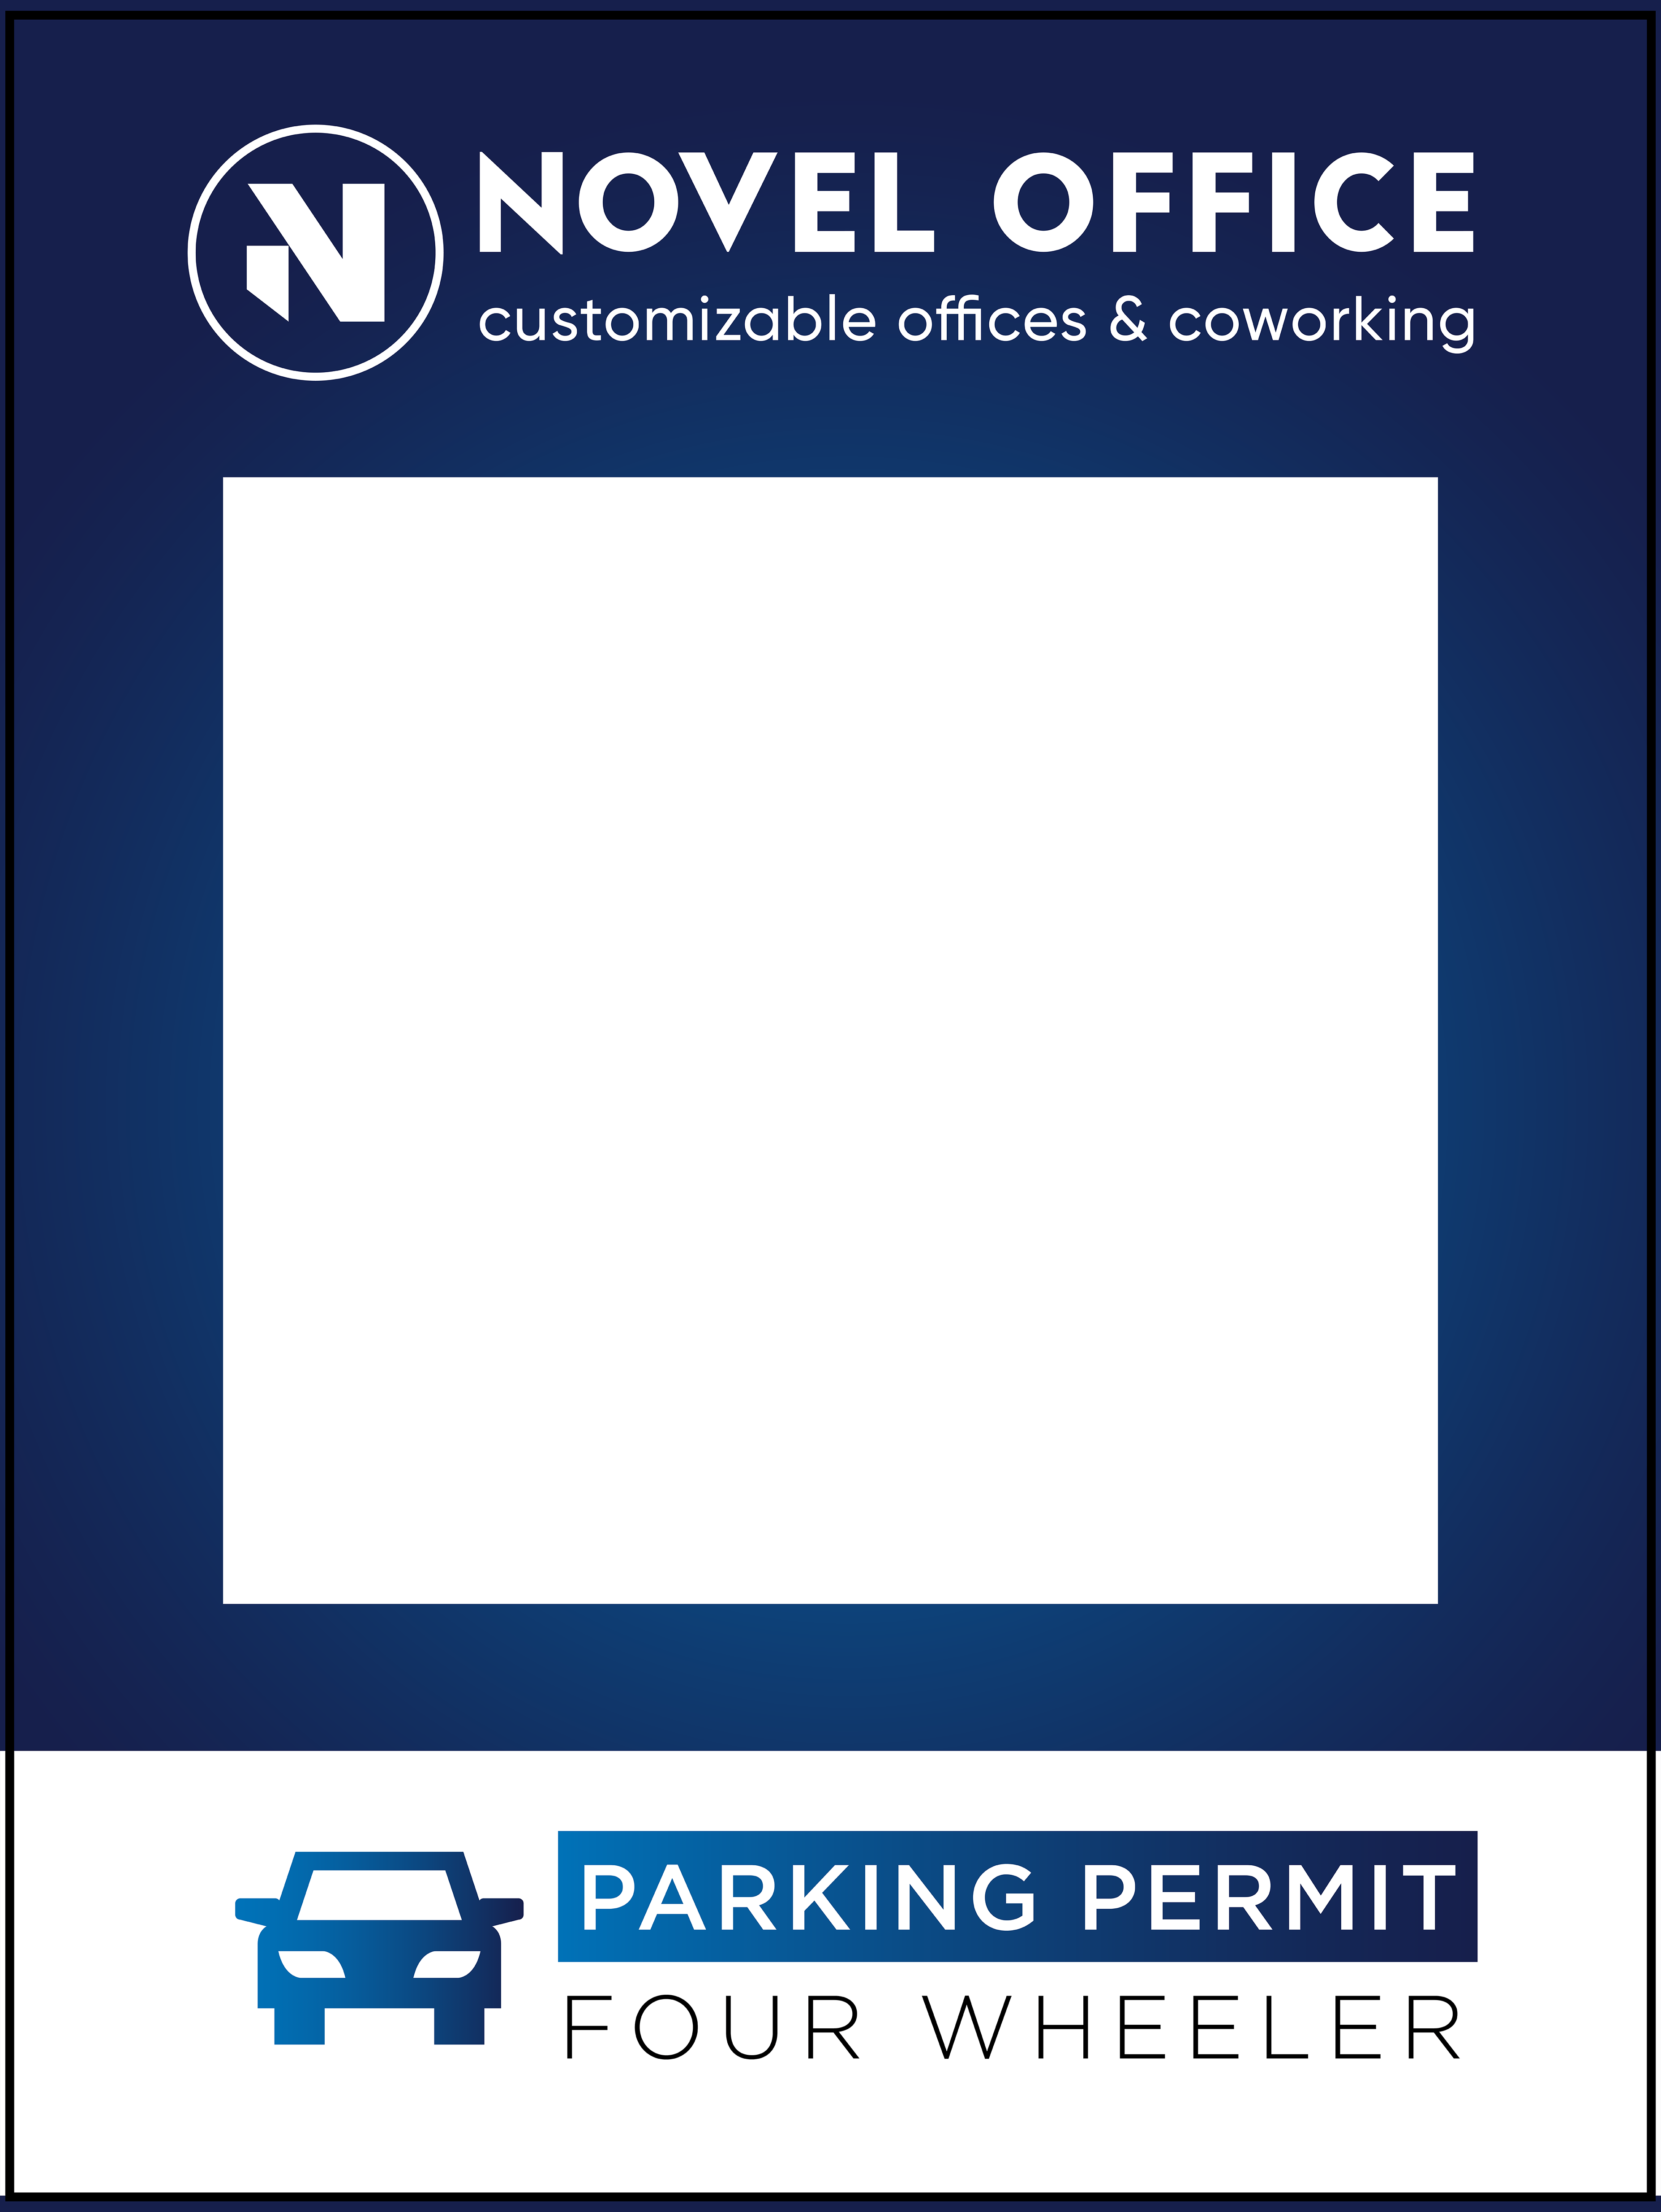 NOVEL OFFICE
customizable offices & coworking
PARKING PERMIT
FOUR WHEELER